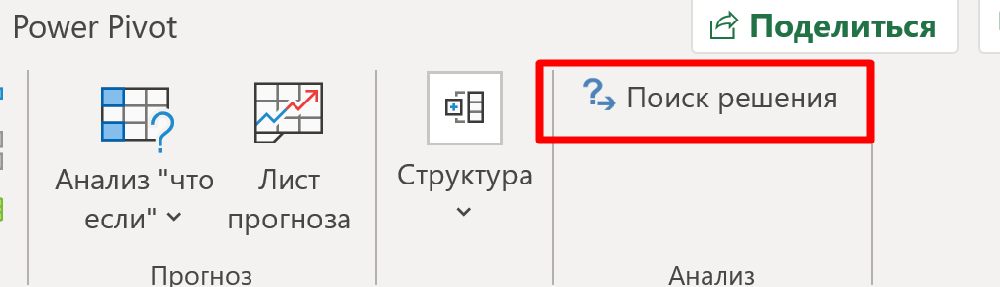 Power Pivot
Поделиться
Анализ "что
если"
Лист
прогноза
Структура
Поиск решения
Прогноз
Анализ